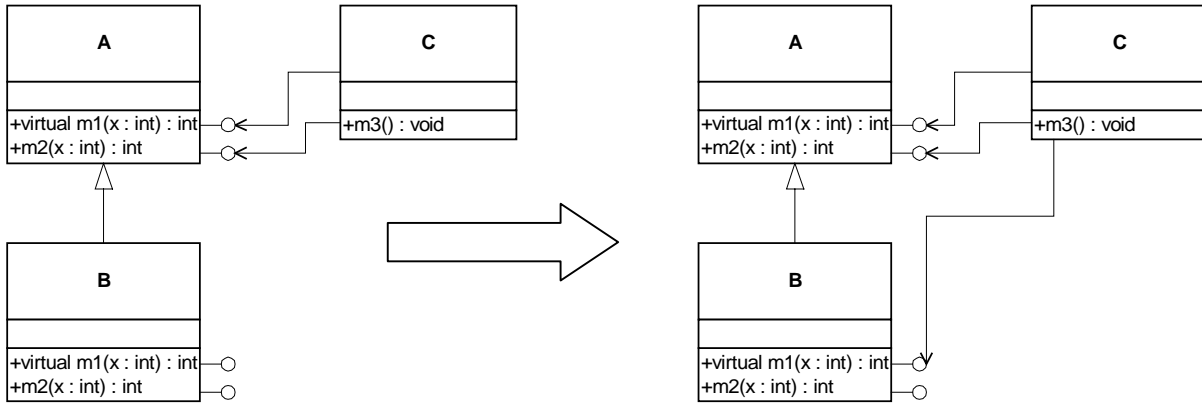 A
+virtual m1(x : int) : int
+m2(x : int) : int
C
+m3() : void
B
+virtual m1(x : int) : int
+m2(x : int) : int
A
+virtual m1(x : int) : int
+m2(x : int) : int
C
+m3() : void
B
+virtual m1(x : int) : int
+m2(x : int) : int